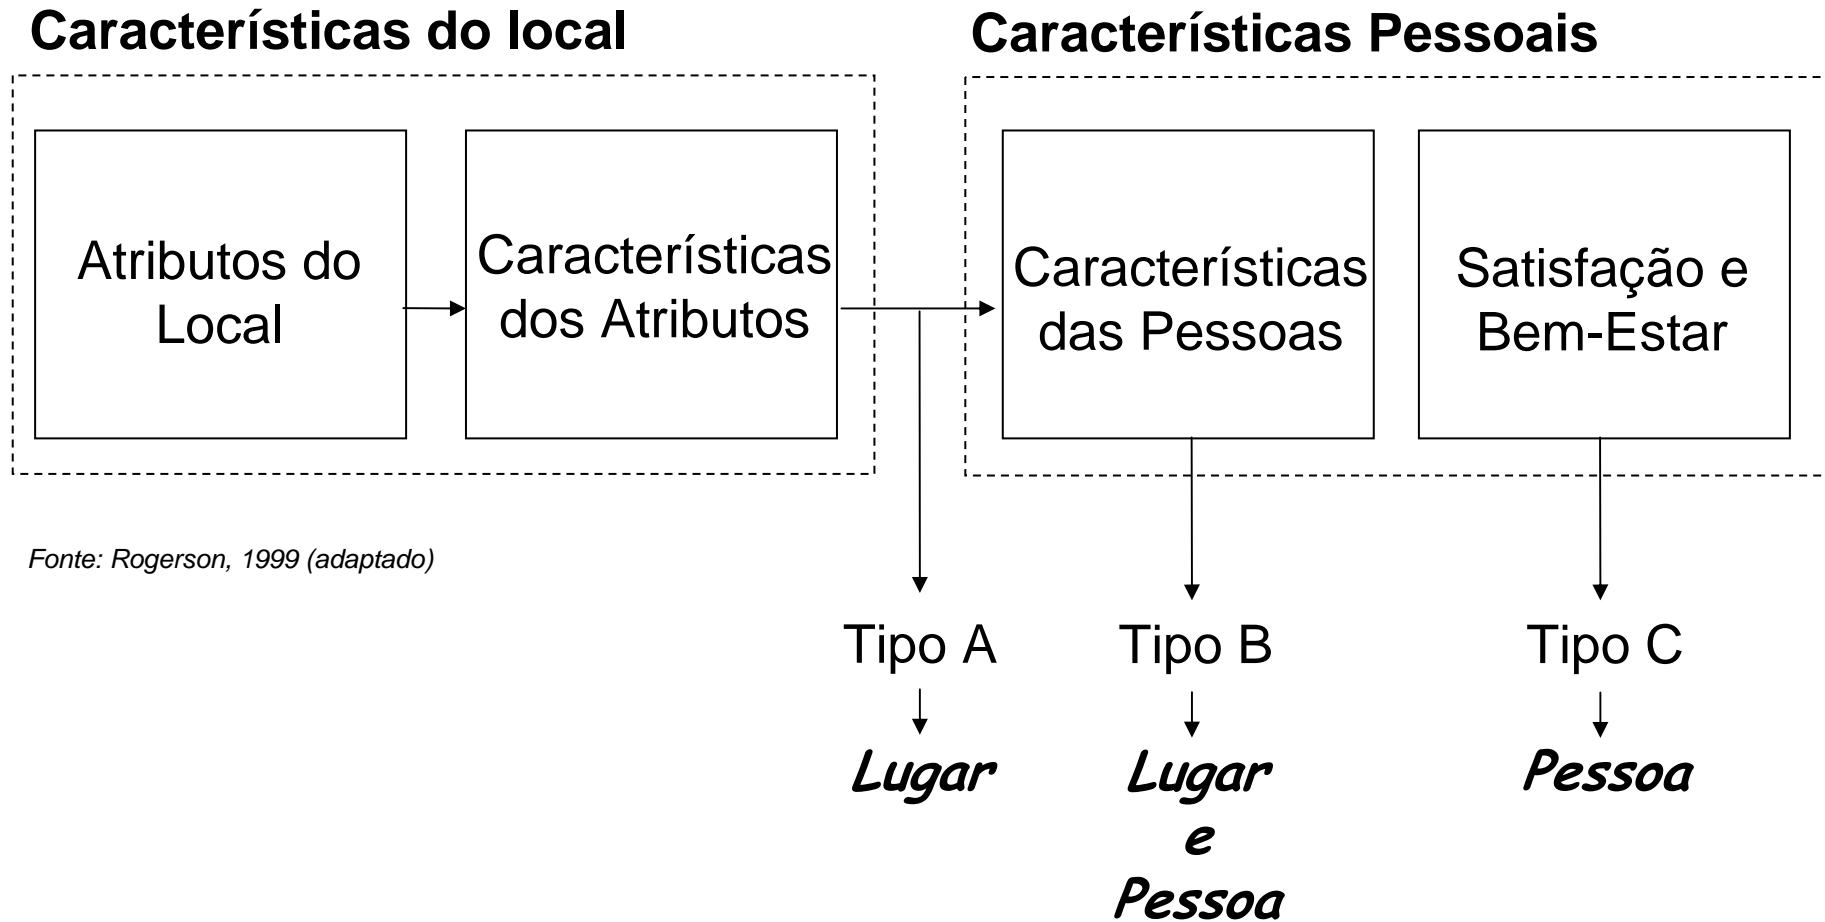 Características do local
Características Pessoais
Atributos do
Local
Características
dos Atributos
Características
das Pessoas
Satisfação e
Bem-Estar
Fonte: Rogerson, 1999 (adaptado)
Tipo A
Tipo B
Tipo C
Lugar
Lugar
e
Pessoa
Pessoa